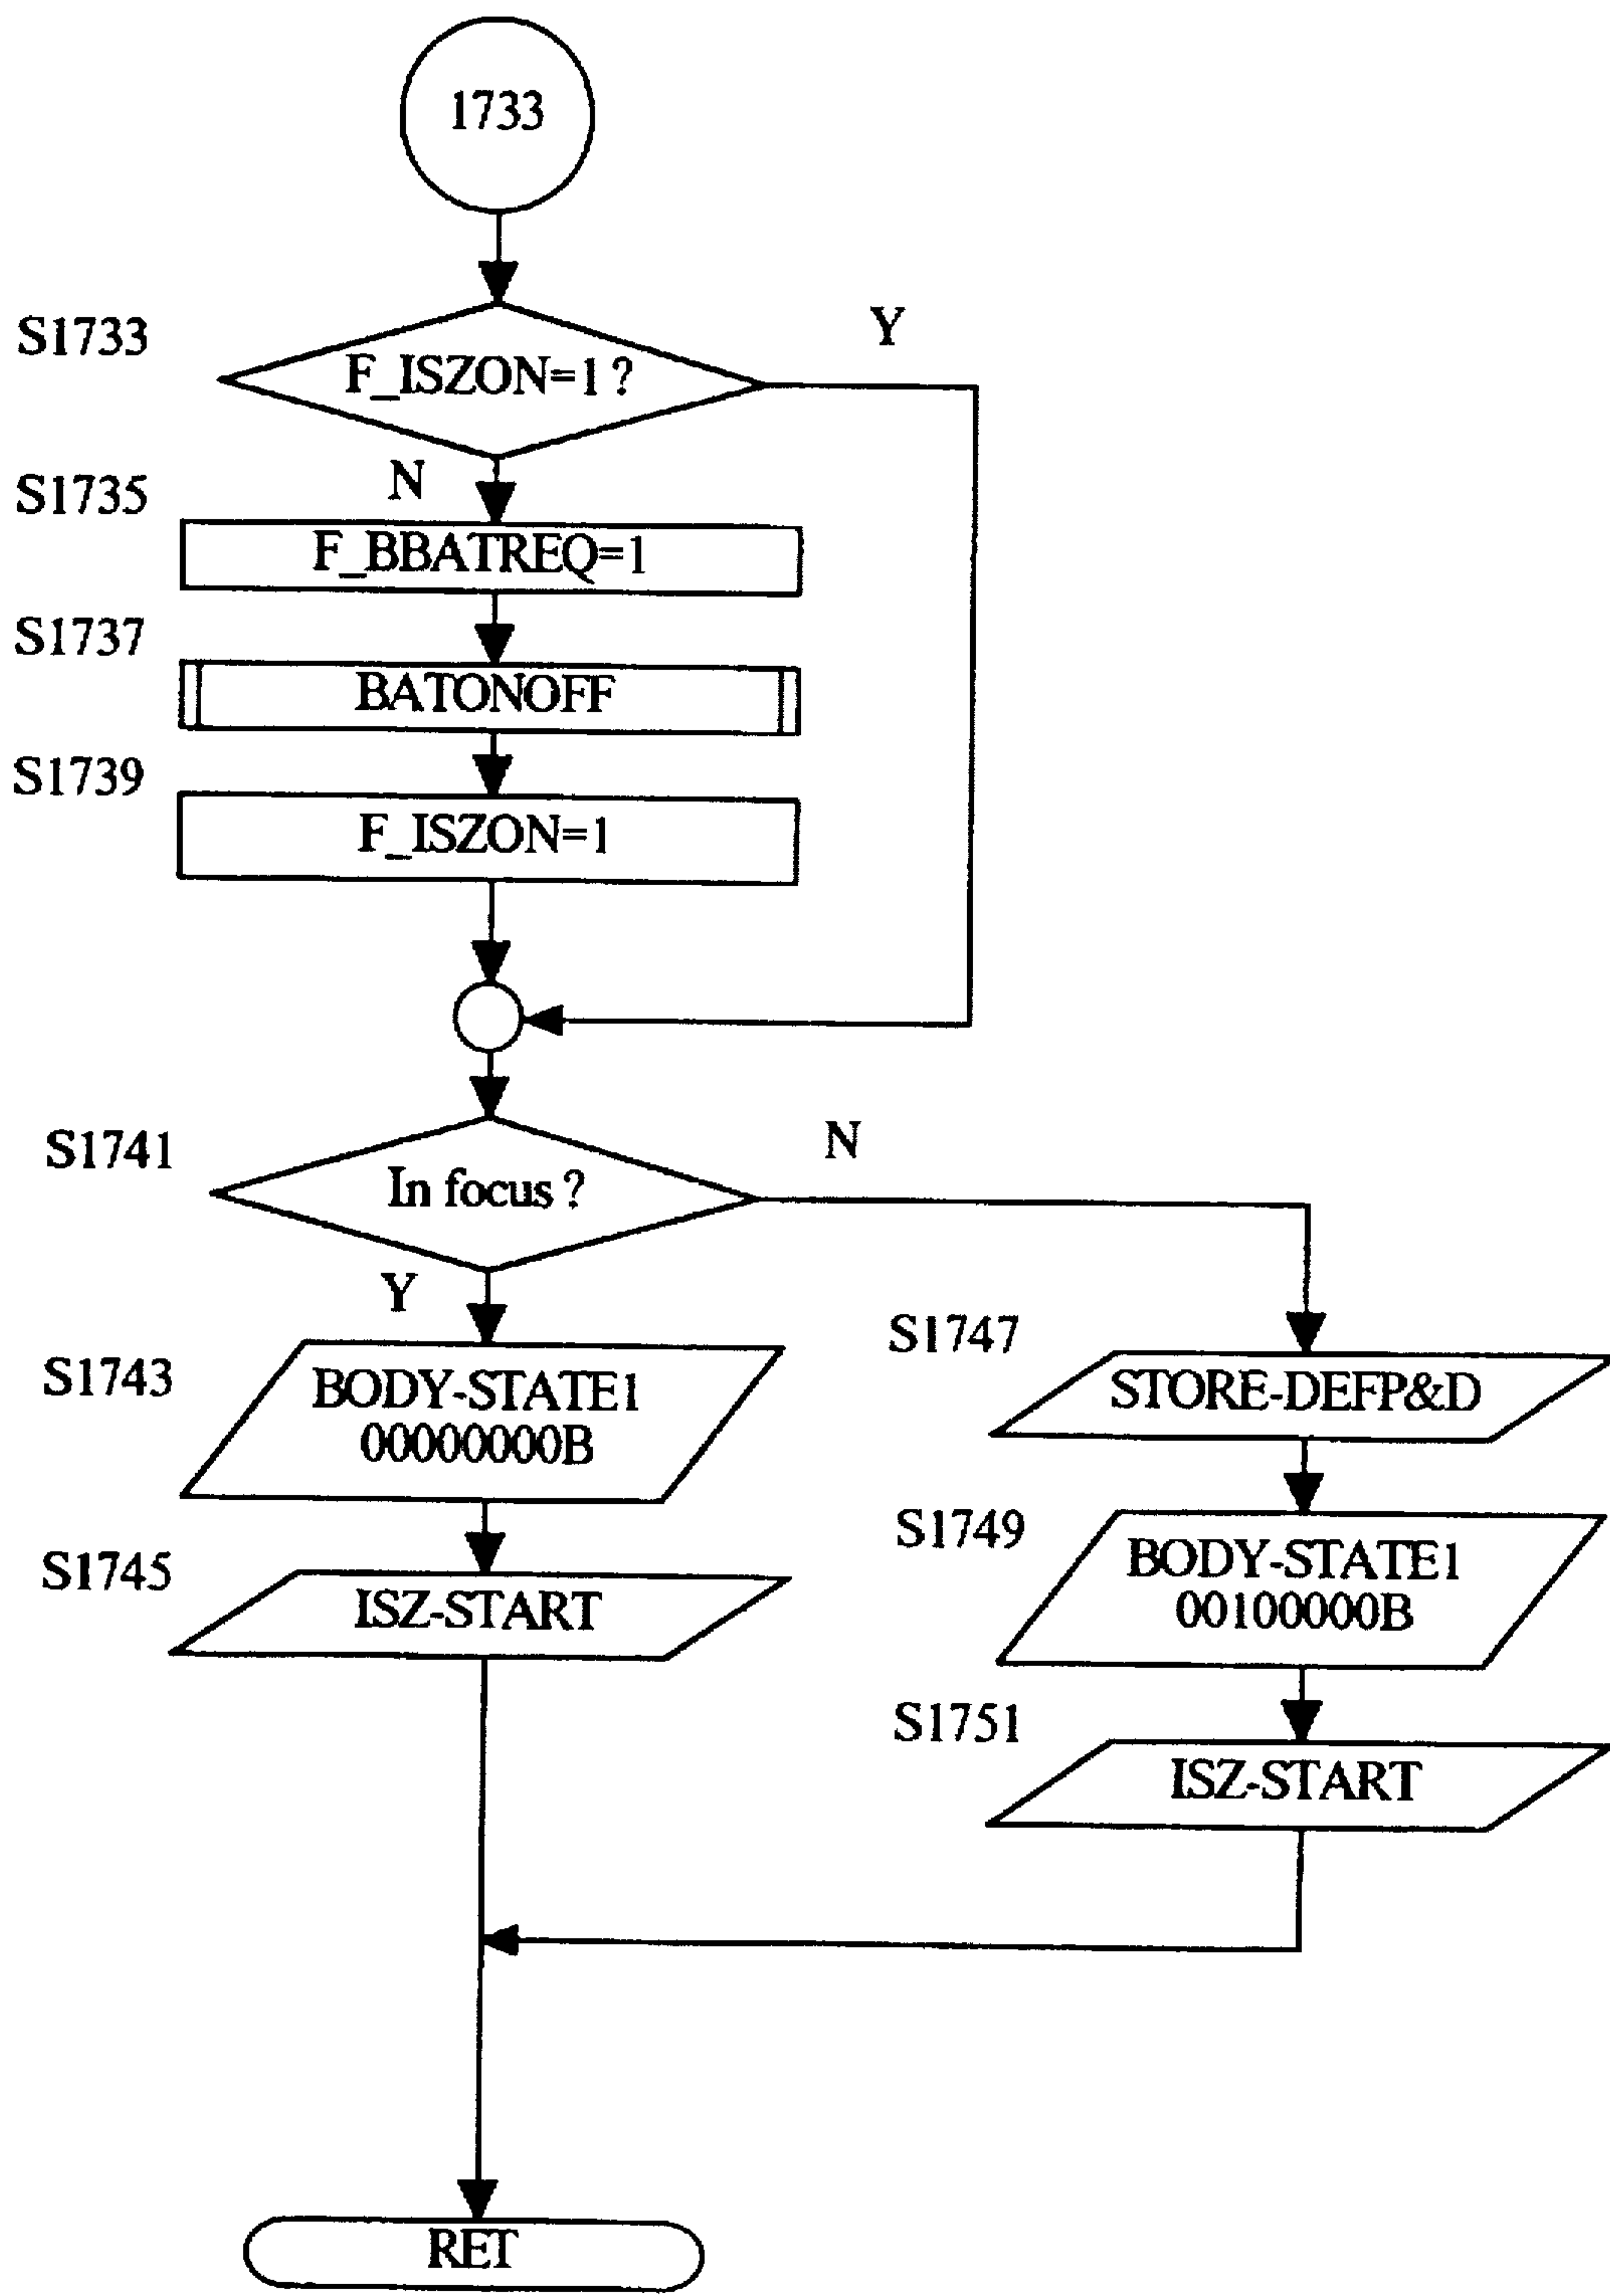 1733
S1733
F_ISZON=1 ?
Y
N
S1735
F_BBATREQ=1
S1737
BATONOFF
S1739
F_ISZON=1
S1741
In focus ?
N
Y
S1743
BODY-STATE1
00000000B
S1745
ISZ-START
S1747
STORE-DEFP&D
S1749
BODY-STATE1
00100000B
S1751
ISZ-START
RET